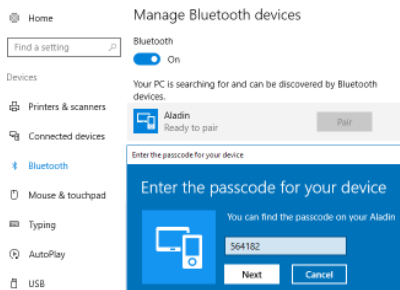 Home
Find a setting
Devices
Printers & scanners
Connected devices
Bluetooth
Mouse & touchpad
Typing
AutoPlay
USB
Manage Bluetooth devices
Bluetooth
On
Your PC is searching for and can be discovered by Bluetooth
devices.
Aladin
Ready to pair
Pair
Enter the passcode for your device
Enter the passcode for your device
You can find the passcode on your Aladin
564182
Next
Cancel